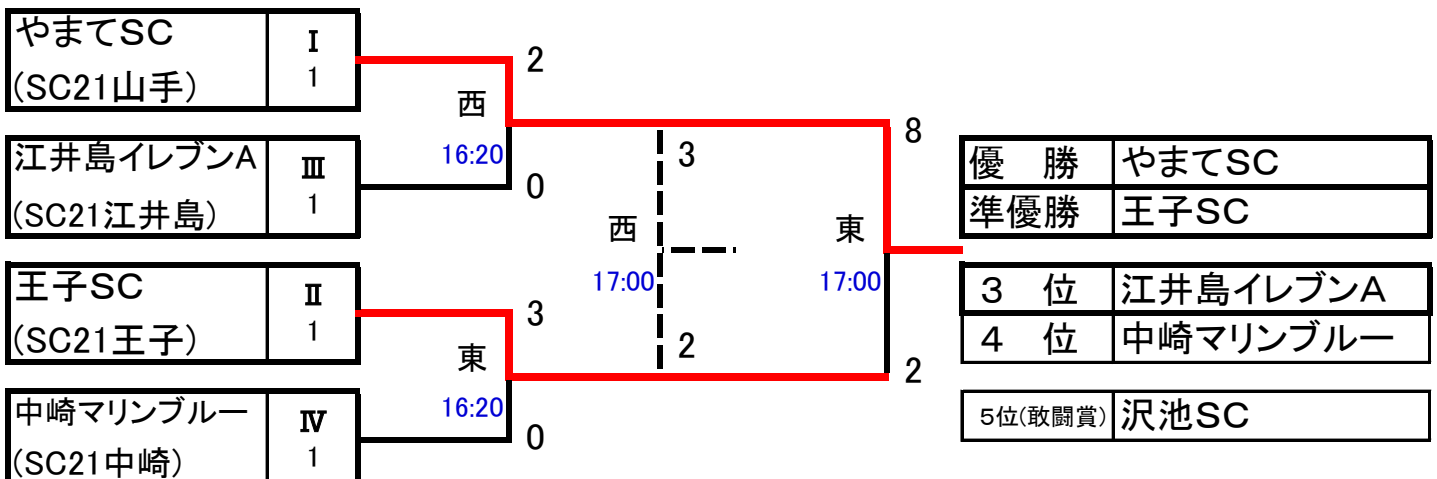 やまてSC
(SC21山手)
Ⅰ
1
2
西
16:20
江井島イレブンA
(SC21江井島)
Ⅲ
1
0
8
3
西
17:00
東
17:00
王子SC
(SC21王子)
Ⅱ
1
3
東
16:20
2
2
中崎マリンブルー
(SC21中崎)
Ⅳ
1
0
優　勝 やまてSC
準優勝 王子SC
3　位 江井島イレブンA
4　位 中崎マリンブルー
5位(敢闘賞) 沢池SC